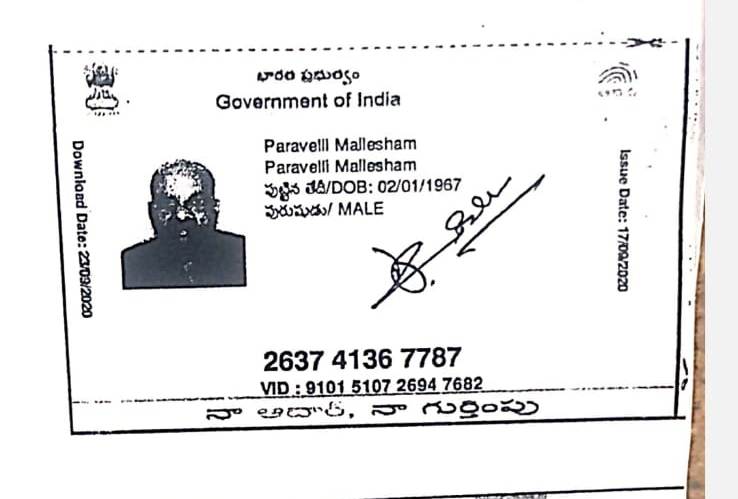 భారత ప్రభుత్వం
Government of India
Paravelli Mallesham
Paravelli Mallesham
పుట్టిన తేదీ/DOB: 02/01/1967
పురుషుడు/ MALE
Download Date: 23/09/2020
Issue Date: 17/09/2020
2637 4136 7787
VID : 9101 5107 2694 7682
నా ఆధార్, నా గుర్తింపు